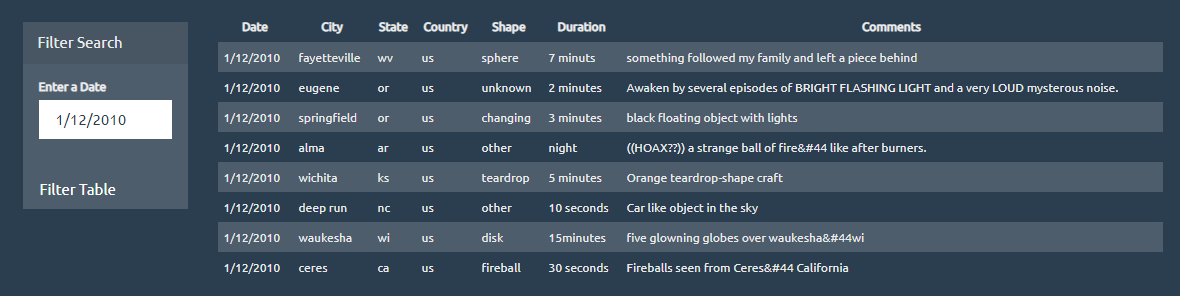 Filter Search
Enter a Date
1/12/2010
Filter Table
Date City State Country Shape Duration Comments
1/12/2010 fayetteville wv us sphere 7 minuts something followed my family and left a piece behind
1/12/2010 eugene or us unknown 2 minutes Awaken by several episodes of BRIGHT FLASHING LIGHT and a very LOUD mysterous noise.
1/12/2010 springfield or us changing 3 minutes black floating object with lights
1/12/2010 alma ar us other night ((HOAX??)) a strange ball of fire&#44 like after burners.
1/12/2010 wichita ks us teardrop 5 minutes Orange teardrop-shape craft
1/12/2010 deep run nc us other 10 seconds Car like object in the sky
1/12/2010 waukesha wi us disk 15minutes five glowning globes over waukesha&#44wi
1/12/2010 ceres ca us fireball 30 seconds Fireballs seen from Ceres&#44 California